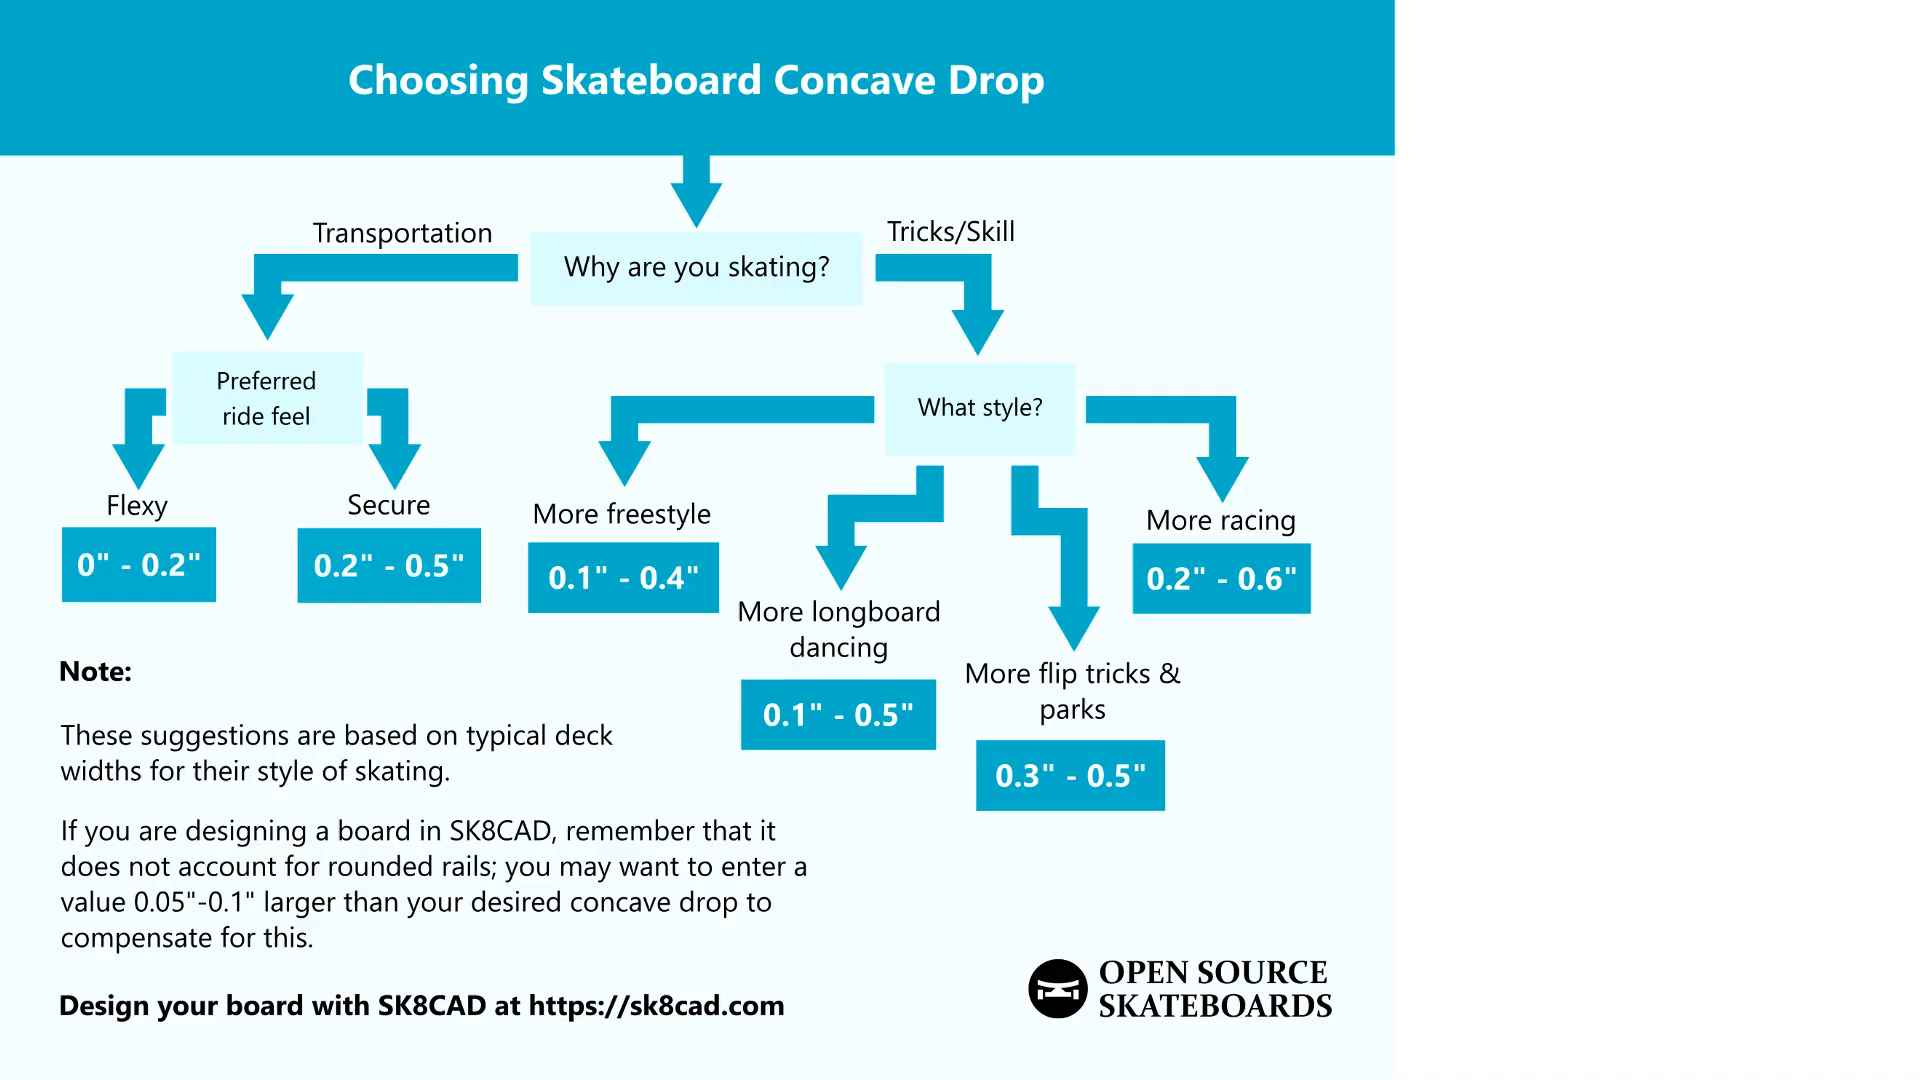 Choosing Skateboard Concave Drop
Transportation
Why are you skating?
Tricks/Skill
Preferred
ride feel
What style?
Flexy
0" - 0.2"
Secure
0.2" - 0.5"
More freestyle
0.1" - 0.4"
More longboard
dancing
0.1" - 0.5"
More flip tricks &
parks
0.3" - 0.5"
More racing
0.2" - 0.6"
Note:
These suggestions are based on typical deck
widths for their style of skating.
If you are designing a board in SK8CAD, remember that it
does not account for rounded rails; you may want to enter a
value 0.05"-0.1" larger than your desired concave drop to
compensate for this.
Design your board with SK8CAD at https://sk8cad.com
OPEN SOURCE
SKATEBOARDS